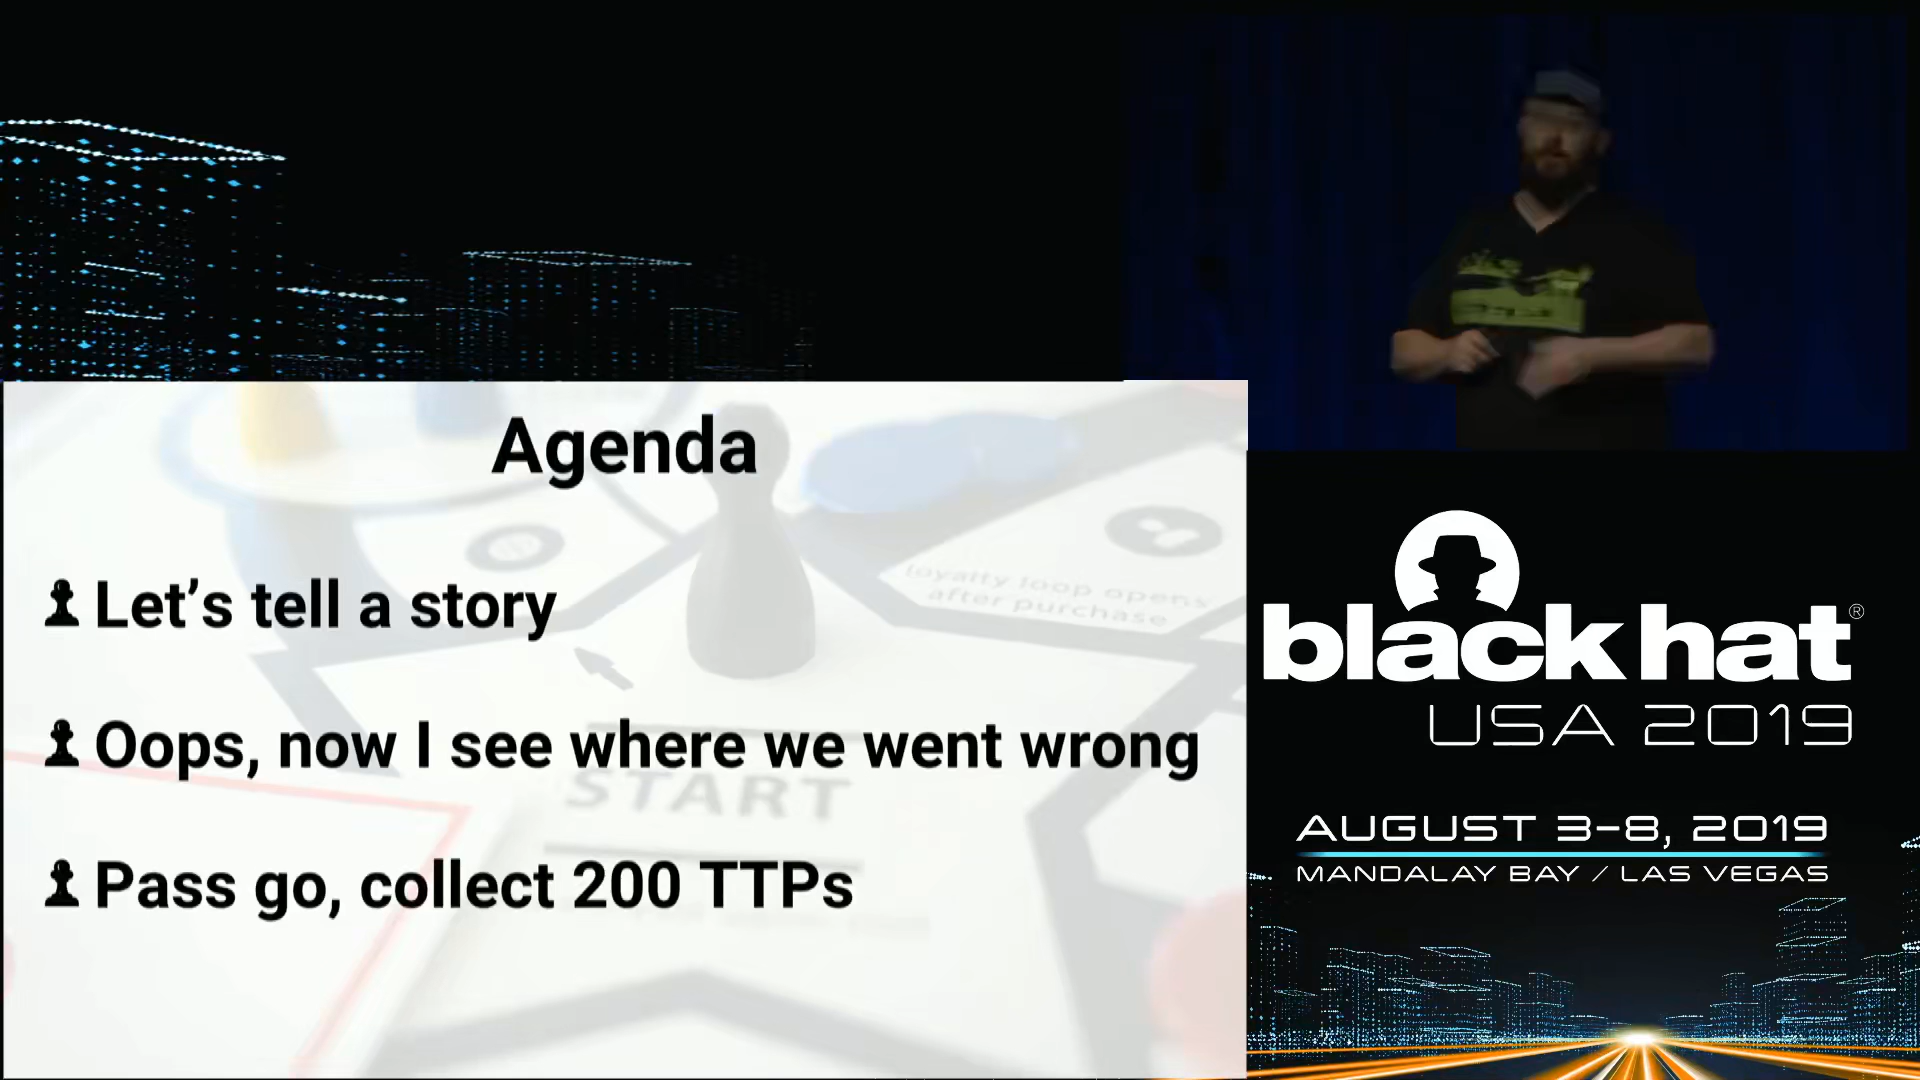 Agenda
Let's tell a story
Oops, now I see where we went wrong
Pass go, collect 200 TTPs
loyalty loop opens
after purchase
START
black hat®
USA 2019
AUGUST 3-8, 2019
MANDALAY BAY / LAS VEGAS